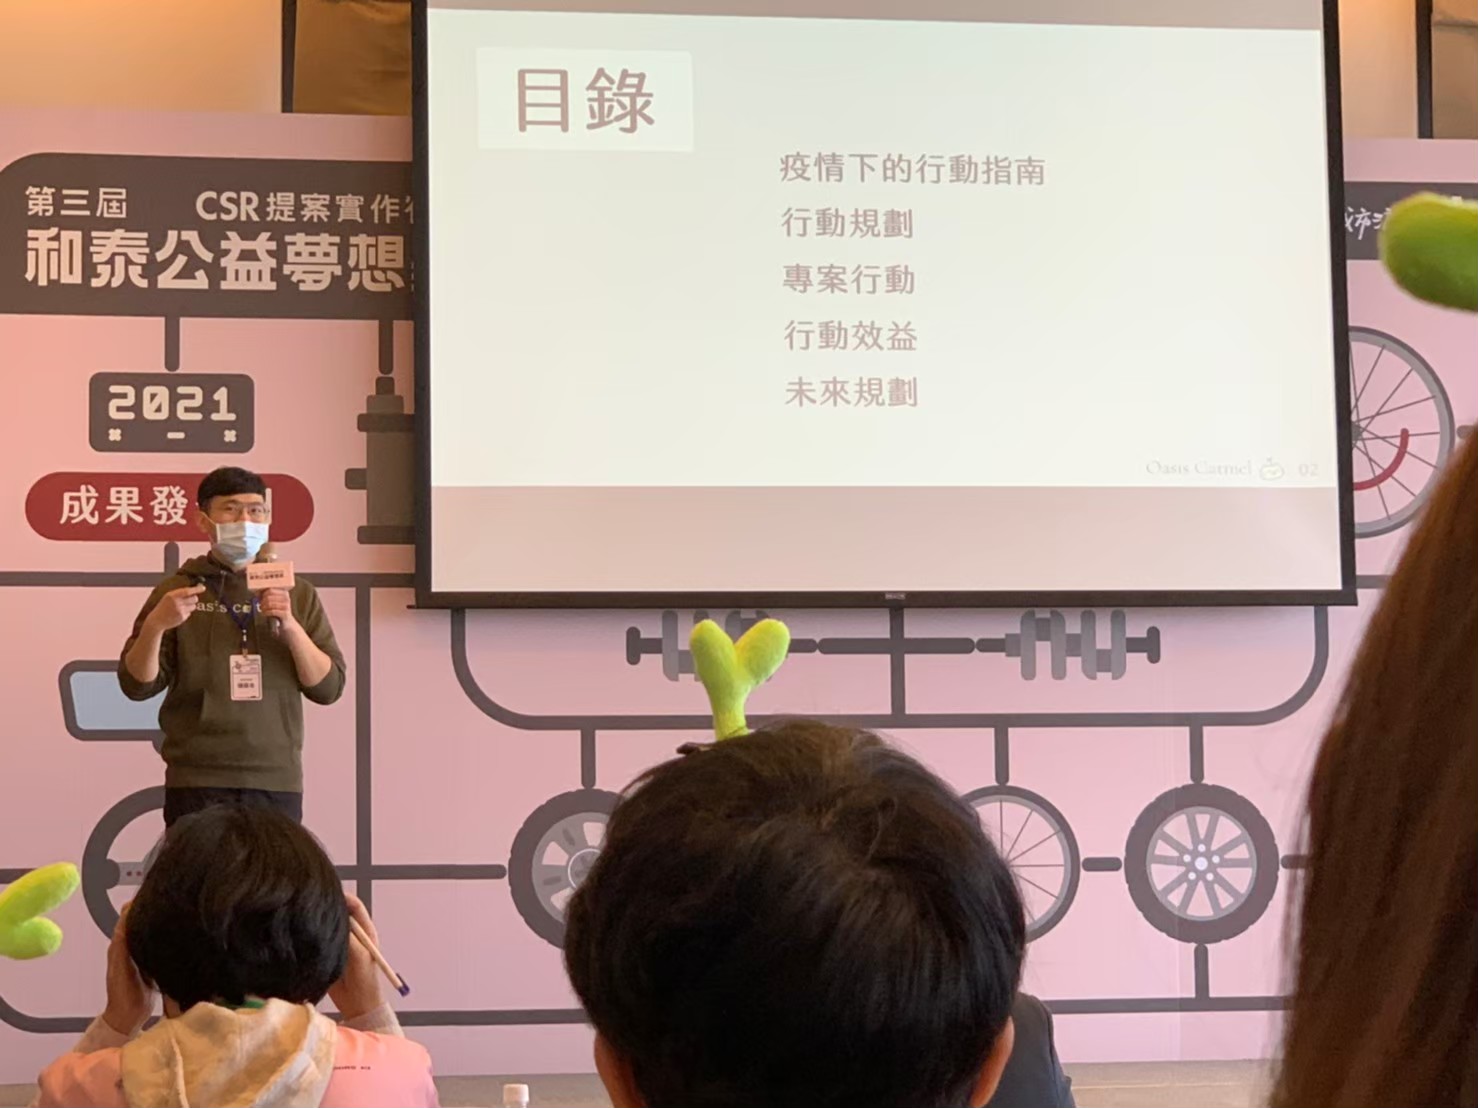 目錄
疫情下的行動指南
行動規劃
專案行動
行動效益
未來規劃
Oasis Carmel 02
第三屆 CSR提案實作
和泰公益夢想
2021
成果發